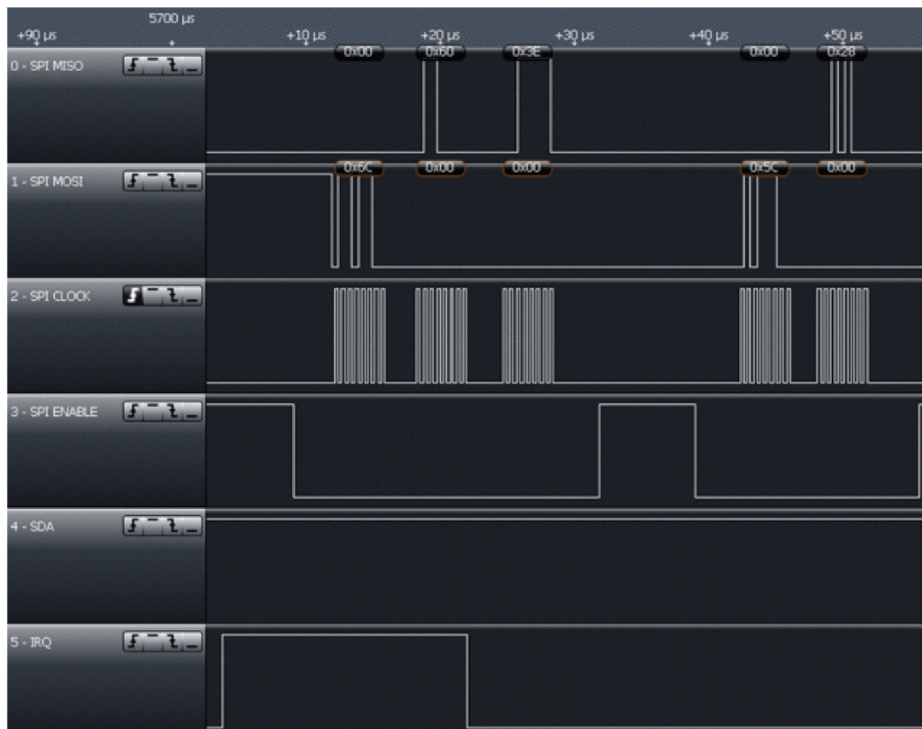 5700 µs
+90 µs +10 µs +20 µs +30 µs +40 µs +50 µs
0x00 0x60 0x3E 0x00 0x28
0 - SPI MISO
0x6C 0x00 0x00 0x5C 0x00
1 - SPI MOSI
2 - SPI CLOCK
3 - SPI ENABLE
4 - SDA
5 - IRQ